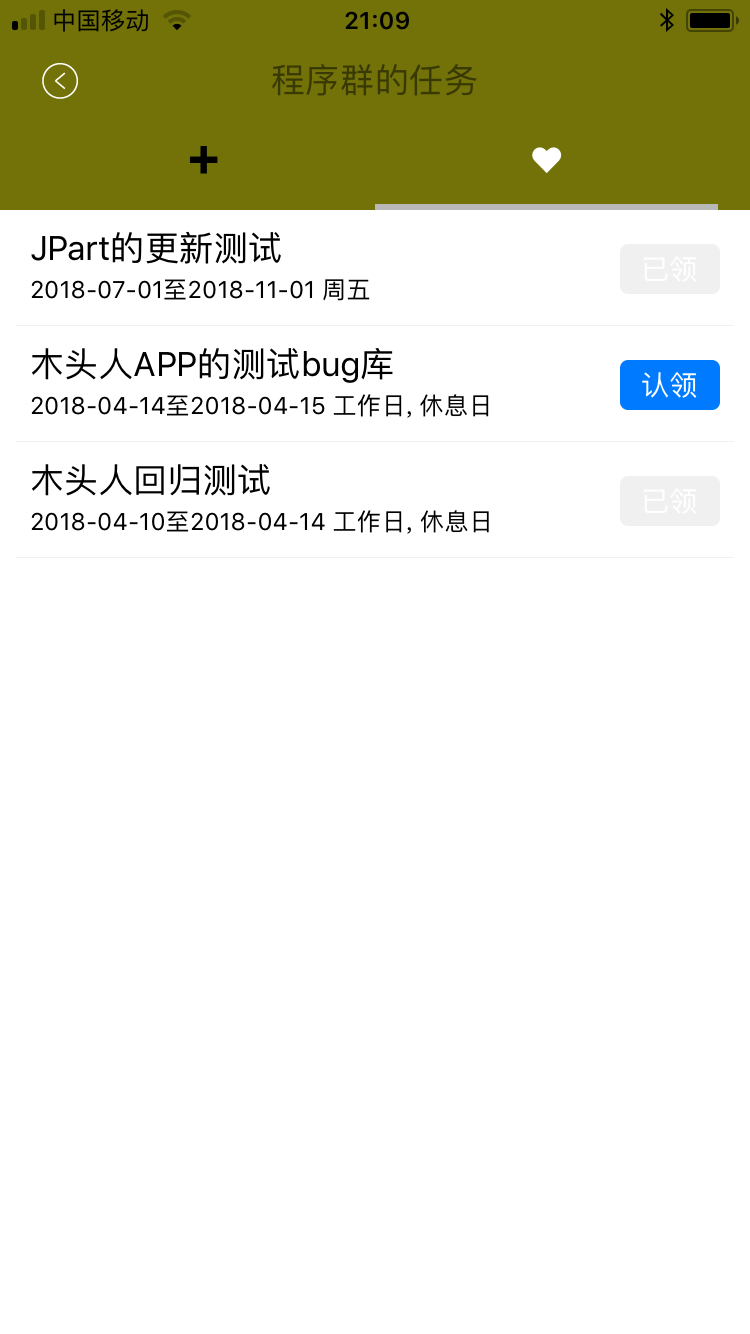 中国移动 21:09
程序群的任务
JPart的更新测试
已领
2018-07-01至2018-11-01 周五
木头人APP的测试bug库
认领
2018-04-14至2018-04-15 工作日, 休息日
木头人回归测试
已领
2018-04-10至2018-04-14 工作日, 休息日